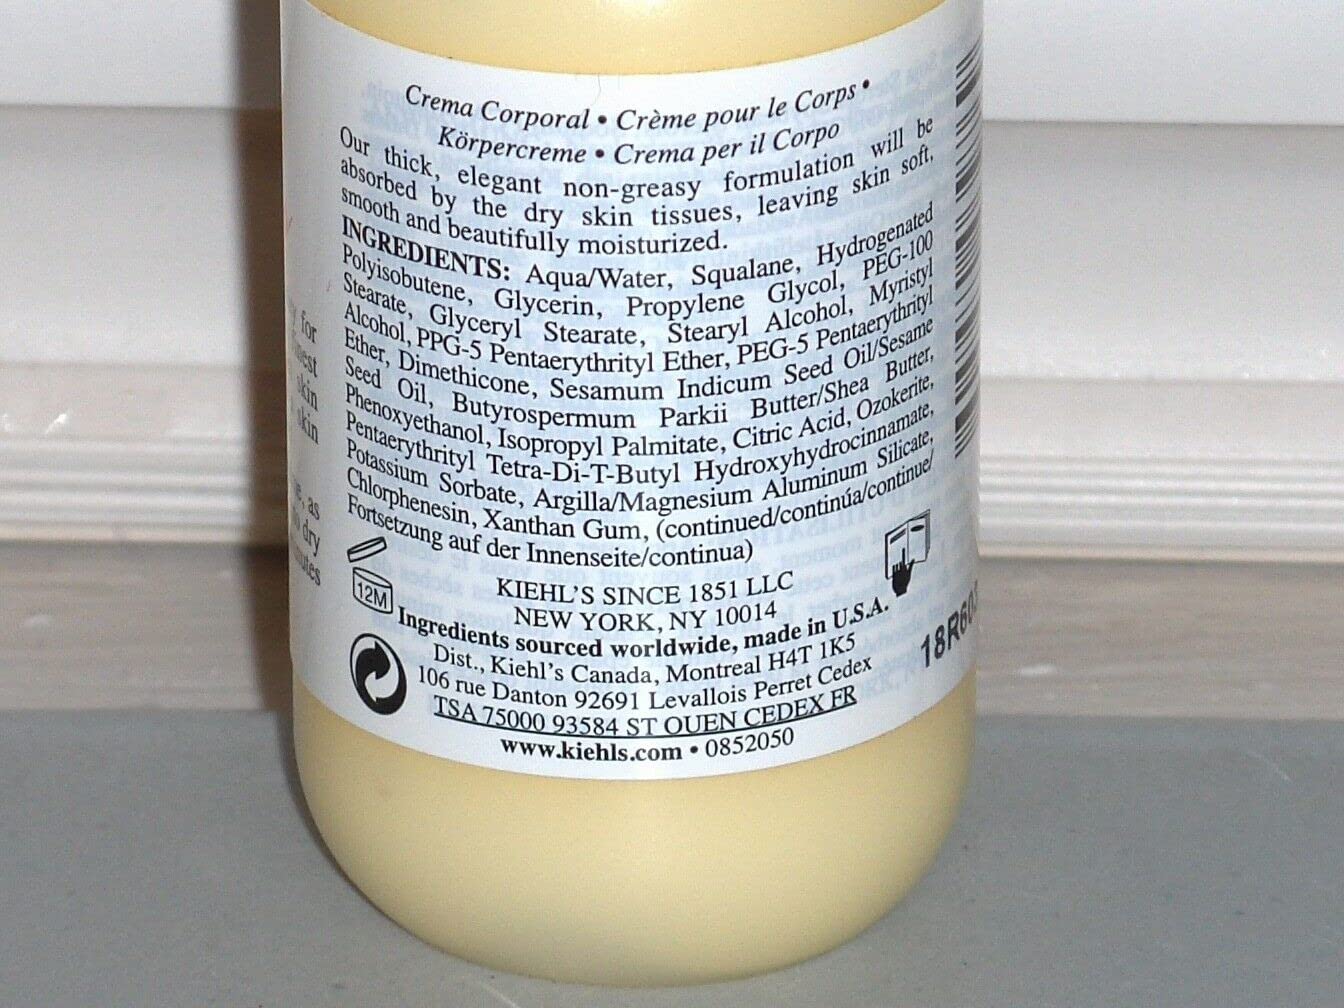 Crema Corporal • Crème pour le Corps •
Körpercreme • Crema per il Corpo
Our thick, elegant non-greasy formulation will be
absorbed by the dry skin tissues, leaving skin soft,
smooth and beautifully moisturized.
INGREDIENTS: Aqua/Water, Squalane, Hydrogenated
Polyisobutene, Glycerin, Propylene Glycol, PEG-100
Stearate, Glyceryl Stearate, Stearyl Alcohol, Myristyl
Alcohol, PPG-5 Pentaerythrityl Ether, PEG-5 Pentaerythrityl
Ether, Dimethicone, Sesamum Indicum Seed Oil/Sesame
Seed Oil, Butyrospermum Parkii Butter/Shea Butter,
Phenoxyethanol, Isopropyl Palmitate, Citric Acid, Ozokerite,
Pentaerythrityl Tetra-Di-T-Butyl Hydroxyhydrocinnamate,
Potassium Sorbate, Argilla/Magnesium Aluminum Silicate,
Chlorphenesin, Xanthan Gum, (continued/continúa/continue/
Fortsetzung auf der Innenseite/continua)
12M
KIEHL'S SINCE 1851 LLC
NEW YORK, NY 10014
Ingredients sourced worldwide, made in U.S.A.
Dist., Kiehl's Canada, Montreal H4T 1K5
106 rue Danton 92691 Levallois Perret Cedex
TSA 75000 93584 ST OUEN CEDEX FR
www.kiehls.com • 0852050
for
skin
skin
as
dry